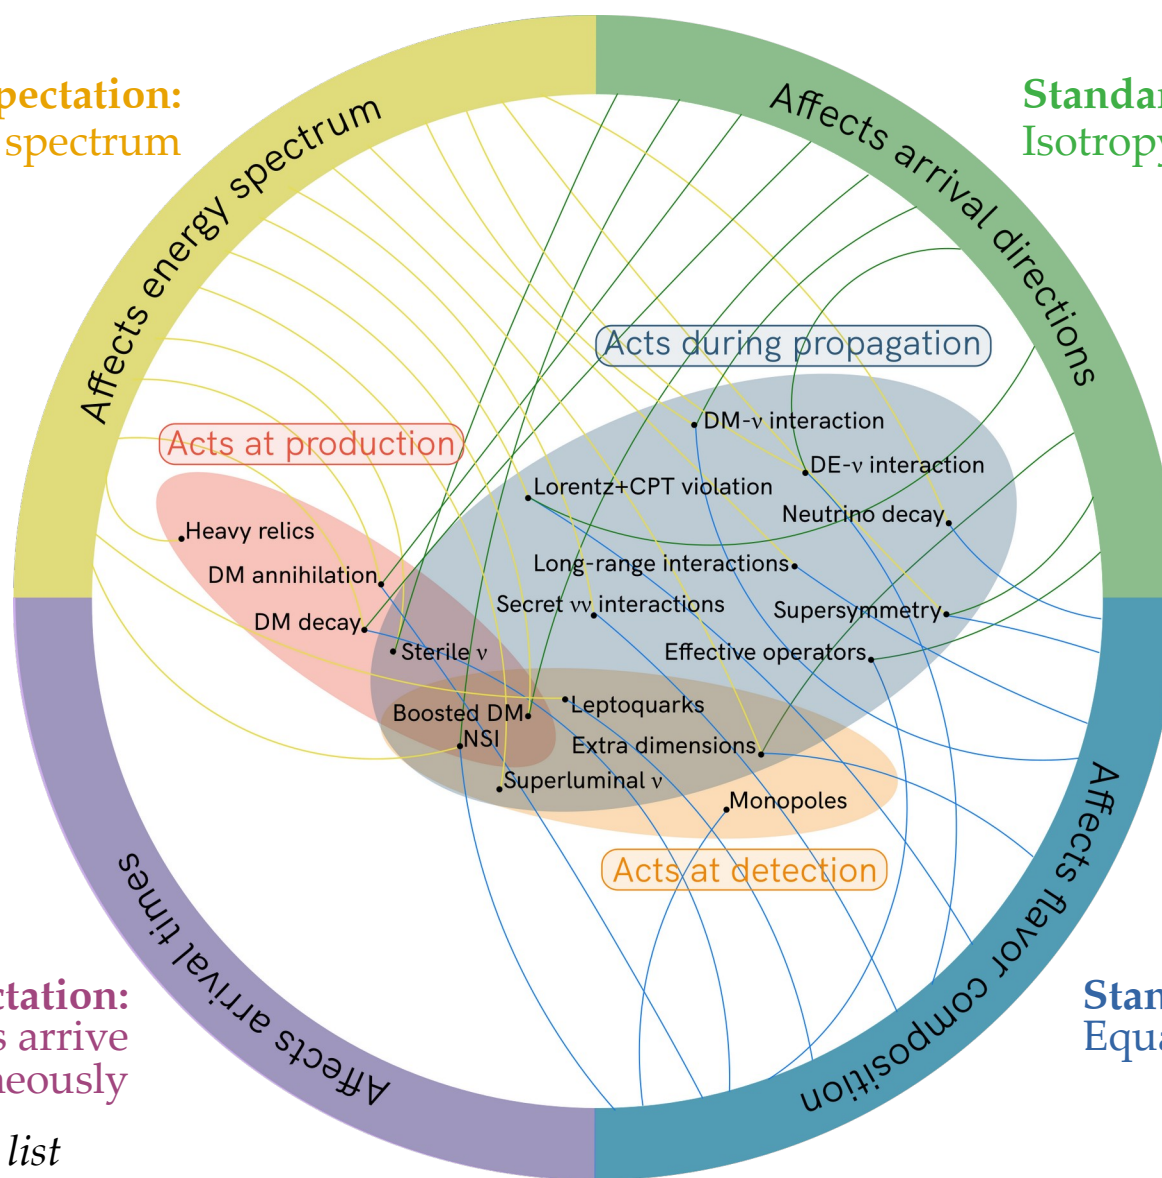 pectation:
spectrum
Standar
Isotropy
Affects energy spectrum
Affects arrival directions
Acts during propagation
DM-ν interaction
Acts at production
DE-ν interaction
Lorentz+CPT violation
Neutrino decay
Heavy relics
Long-range interactions
DM annihilation
Secret νν interactions
Supersymmetry
DM decay
Sterile ν
Effective operators
Leptoquarks
Boosted DM
NSI
Extra dimensions
Superluminal ν
Monopoles
Acts at detection
Affects arrival times
Affects flavor composition
ctation:
s arrive
neously
Stan
Equa
list